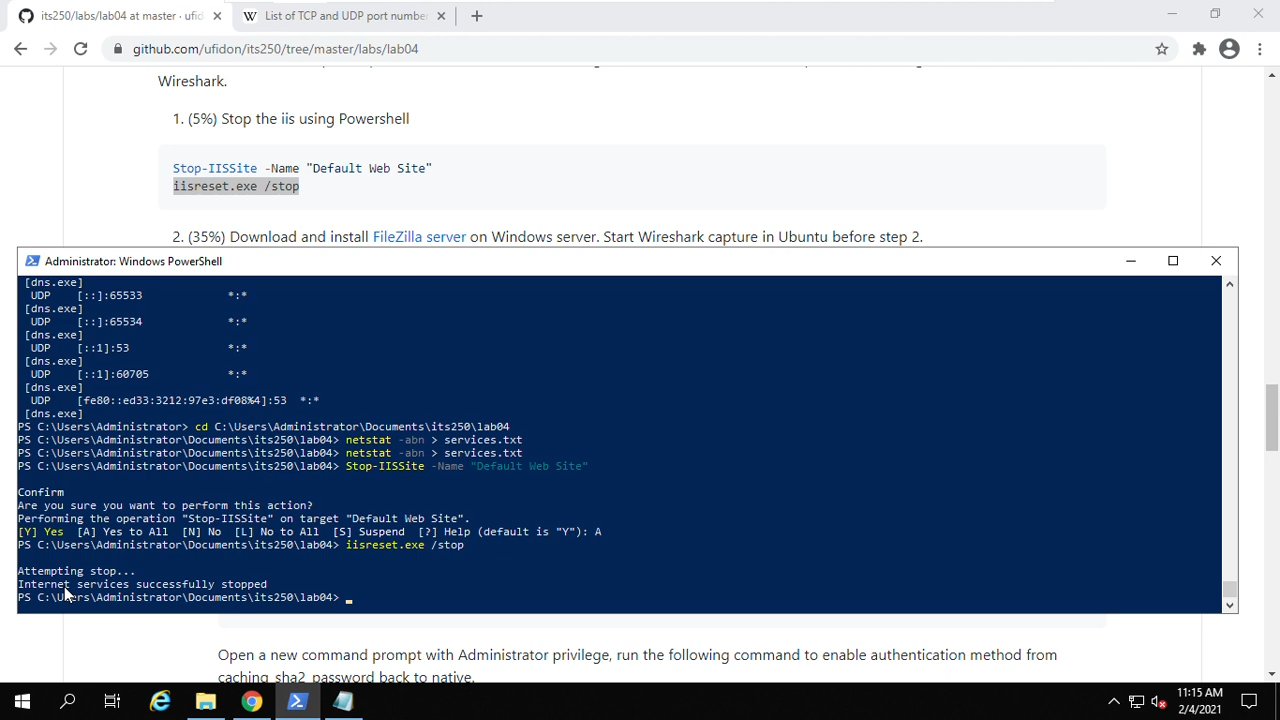 its250/labs/lab04 at master · ufid
List of TCP and UDP port number
github.com/ufidon/its250/tree/master/labs/lab04
Wireshark.
1. (5%) Stop the iis using Powershell
Stop-IISSite -Name "Default Web Site"
iisreset.exe /stop
2. (35%) Download and install FileZilla server on Windows server. Start Wireshark capture in Ubuntu before step 2.
Administrator: Windows PowerShell
[dns.exe]
UDP [::]:65533 *:*
[dns.exe]
UDP [::]:65534 *:*
[dns.exe]
UDP [::1]:53 *:*
[dns.exe]
UDP [::1]:60705 *:*
[dns.exe]
UDP [fe80::ed33:3212:97e3:df08%4]:53 *:*
[dns.exe]
PS C:\Users\Administrator> cd C:\Users\Administrator\Documents\its250\lab04
PS C:\Users\Administrator\Documents\its250\lab04> netstat -abn > services.txt
PS C:\Users\Administrator\Documents\its250\lab04> netstat -abn > services.txt
PS C:\Users\Administrator\Documents\its250\lab04> Stop-IISSite -Name "Default Web Site"
Confirm
Are you sure you want to perform this action?
Performing the operation "Stop-IISSite" on target "Default Web Site".
[Y] Yes [A] Yes to All [N] No [L] No to All [S] Suspend [?] Help (default is "Y"): A
PS C:\Users\Administrator\Documents\its250\lab04> iisreset.exe /stop
Attempting stop...
Internet services successfully stopped
PS C:\Users\Administrator\Documents\its250\lab04>
Open a new command prompt with Administrator privilege, run the following command to enable authentication method from
caching_sha2_password back to native.
11:15 AM
2/4/2021